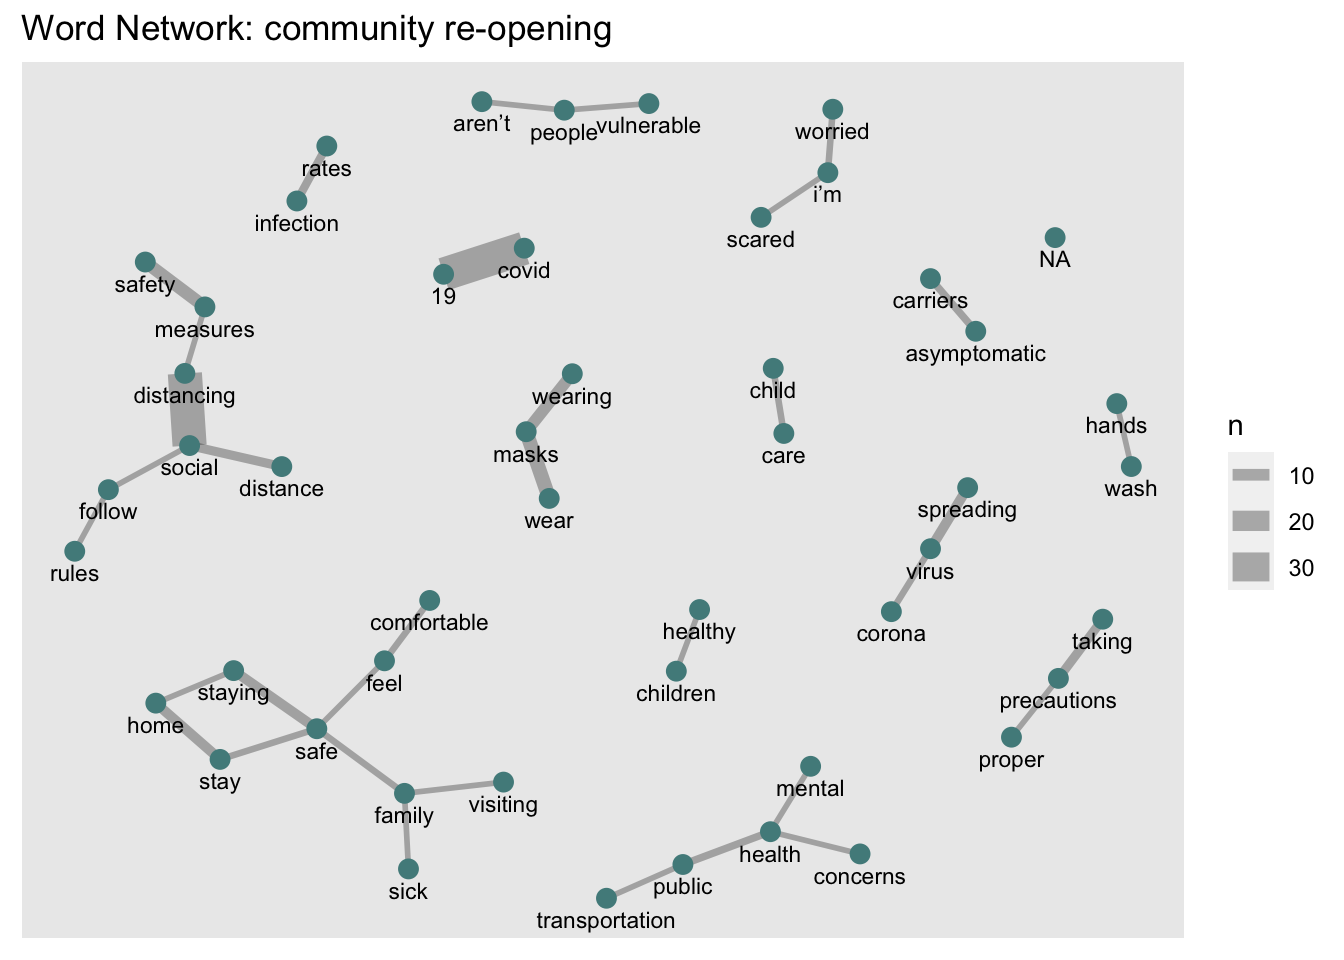 Word Network: community re-opening
aren’t
people
vulnerable
worried
rates
i’m
infection
scared
NA
covid
safety
19
carriers
measures
asymptomatic
distancing
wearing
child
hands
masks
care
social
distance
wash
follow
wear
spreading
rules
virus
comfortable
healthy
corona
taking
feel
staying
children
precautions
home
safe
proper
stay
mental
visiting
family
health
concerns
sick
public
transportation
n
10
20
30